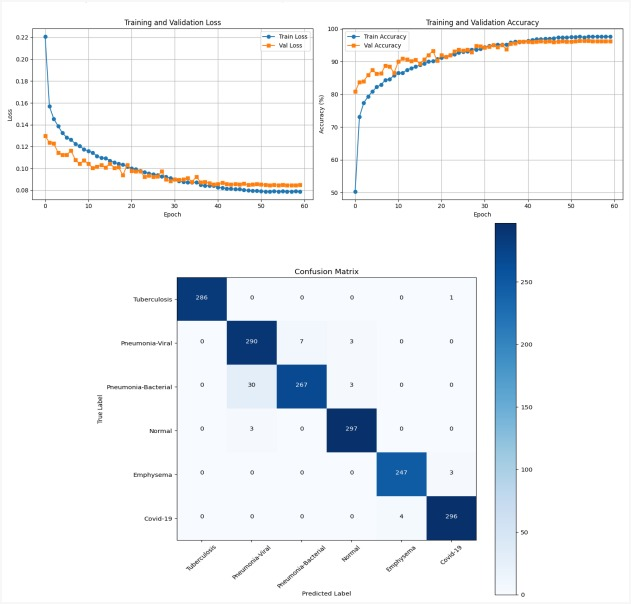 Training and Validation Loss
Train Loss
Val Loss
0.22
0.20
0.18
0.16
0.14
0.12
0.10
0.08
Loss
0 10 20 30 40 50 60
Epoch
Training and Validation Accuracy
Train Accuracy
Val Accuracy
100
90
80
70
60
50
Accuracy (%)
0 10 20 30 40 50 60
Epoch
Confusion Matrix
True Label
Tuberculosis 286 0 0 0 0 1
Pneumonia-Viral 0 290 7 3 0 0
Pneumonia-Bacterial 0 30 267 3 0 0
Normal 0 3 0 297 0 0
Emphysema 0 0 0 0 247 3
Covid-19 0 0 0 0 4 296
Tuberculosis Pneumonia-Viral Pneumonia-Bacterial Normal Emphysema Covid-19
Predicted Label
250
200
150
100
50
0